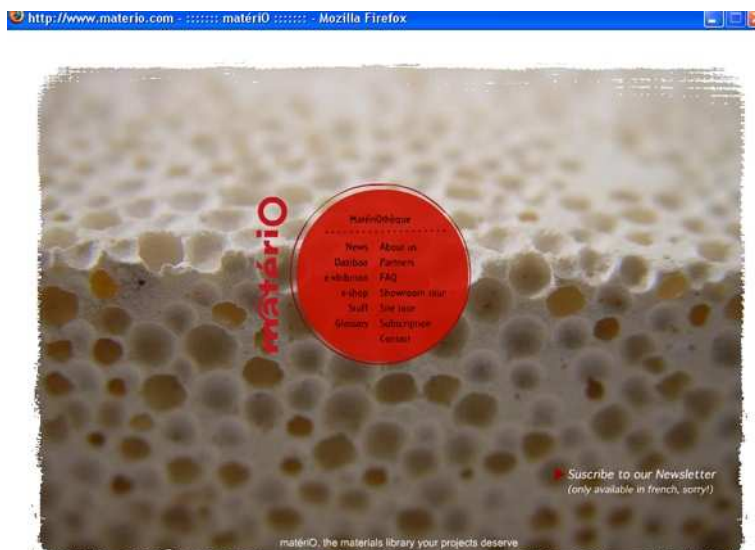 http://www.materio.com - ::::::: matériO ::::::: - Mozilla Firefox
matériO
MatériOthèque
News About us
Dazibao Partners
exhibition FAQ
e-shop Showroom tour
Stuff Site tour
Glossary Subscription
Contact
Suscribe to our Newsletter
(only available in french, sorry!)
matériO, the materials library your projects deserve